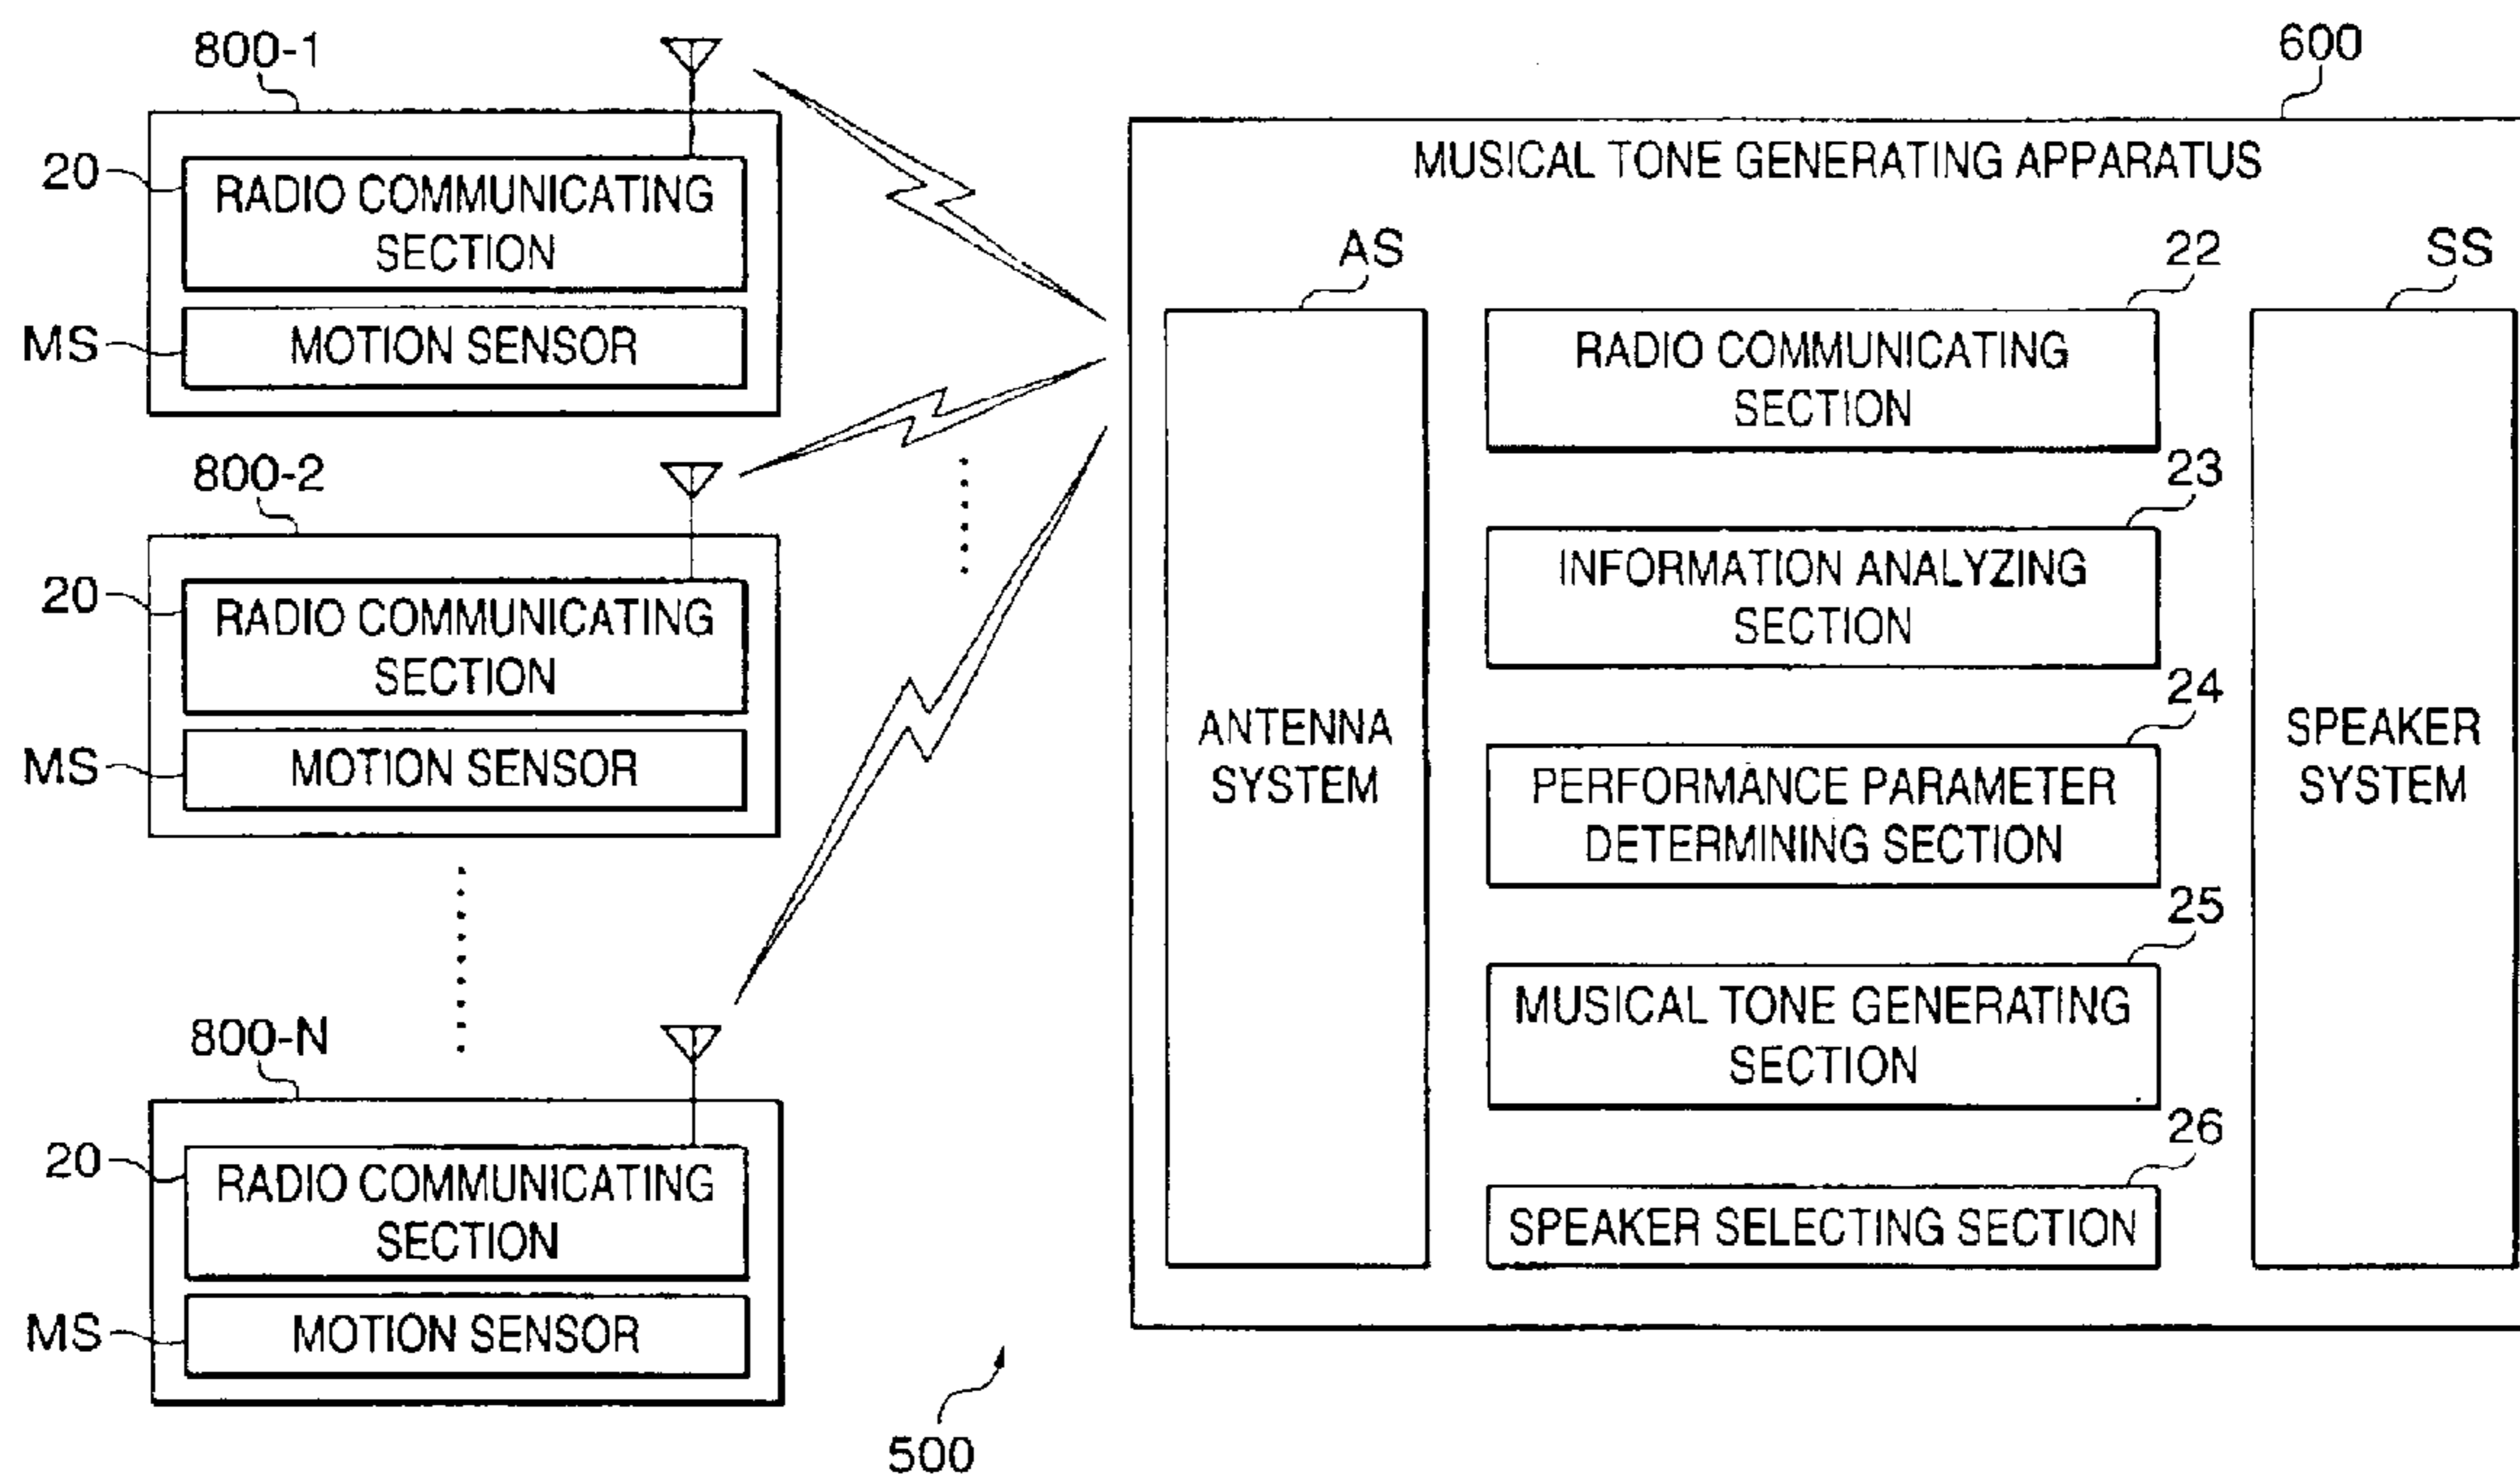 800-1
20
RADIO COMMUNICATING
SECTION
MS
MOTION SENSOR
800-2
20
RADIO COMMUNICATING
SECTION
MS
MOTION SENSOR
800-N
20
RADIO COMMUNICATING
SECTION
MS
MOTION SENSOR
500
600
MUSICAL TONE GENERATING APPARATUS
AS
ANTENNA
SYSTEM
22
RADIO COMMUNICATING
SECTION
23
INFORMATION ANALYZING
SECTION
24
PERFORMANCE PARAMETER
DETERMINING SECTION
25
MUSICAL TONE GENERATING
SECTION
26
SPEAKER SELECTING SECTION
SS
SPEAKER
SYSTEM